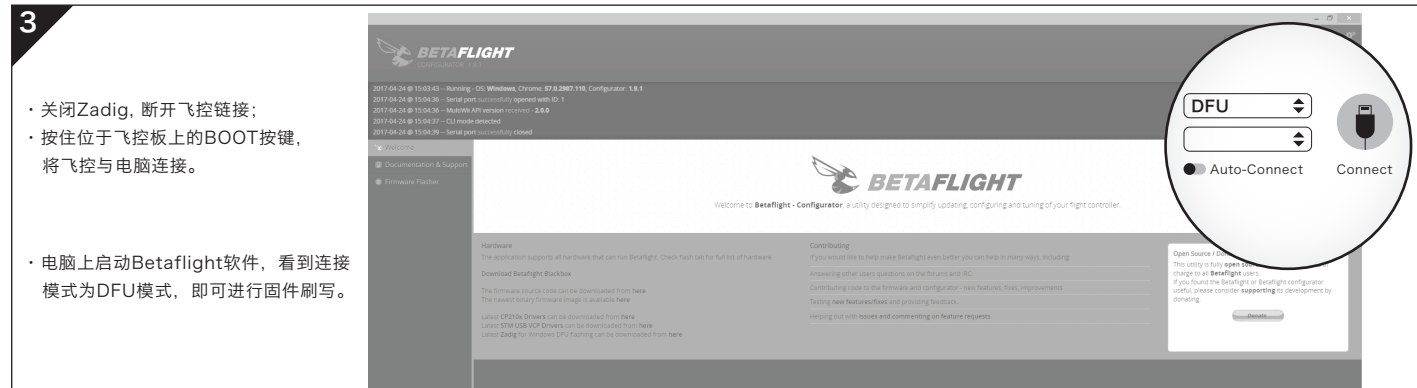 3
· 关闭Zadig, 断开飞控链接；
· 按住位于飞控板上的BOOT按键，
将飞控与电脑连接。
· 电脑上启动Betaflight软件，看到连接
模式为DFU模式，即可进行固件刷写。
BETAFLIGHT
CONFIGURATOR 1.9.1
2017-04-24 @ 15:03:43 -- Running - OS: Windows, Chrome: 57.0.2987.110, Configurator: 1.9.1
2017-04-24 @ 15:04:36 -- Serial port successfully opened with ID: 1
2017-04-24 @ 15:04:36 -- MultiWii API version received - 2.0.0
2017-04-24 @ 15:04:37 -- CLI mode detected
2017-04-24 @ 15:04:39 -- Serial port successfully closed
DFU
Auto-Connect
Connect
Welcome
Documentation & Support
Firmware Flasher
BETAFLIGHT
Welcome to Betaflight - Configurator, a utility designed to simplify updating, configuring and tuning of your flight controller.
Hardware
The application supports all hardware that can run Betaflight. Check flash tab for full list of hardware.
Download Betaflight Blackbox
The firmware source code can be downloaded from here
The newest binary firmware image is available here
Latest CP210x Drivers can be downloaded from here
Latest STM USB VCP Drivers can be downloaded from here
Latest Zadig for Windows DFU flashing can be downloaded from here
Contributing
If you would like to help make Betaflight even better you can help in many ways, including:
Answering other users questions on the forums and IRC.
Contributing code to the firmware and configurator - new features, fixes, improvements
Testing new features/fixes and providing feedback.
Helping out with issues and commenting on feature requests.
Open Source / Don
This utility is fully open sou
charge to all Betaflight users.
If you found the Betaflight or Betaflight configurator
useful, please consider supporting its development by
donating.
Donate